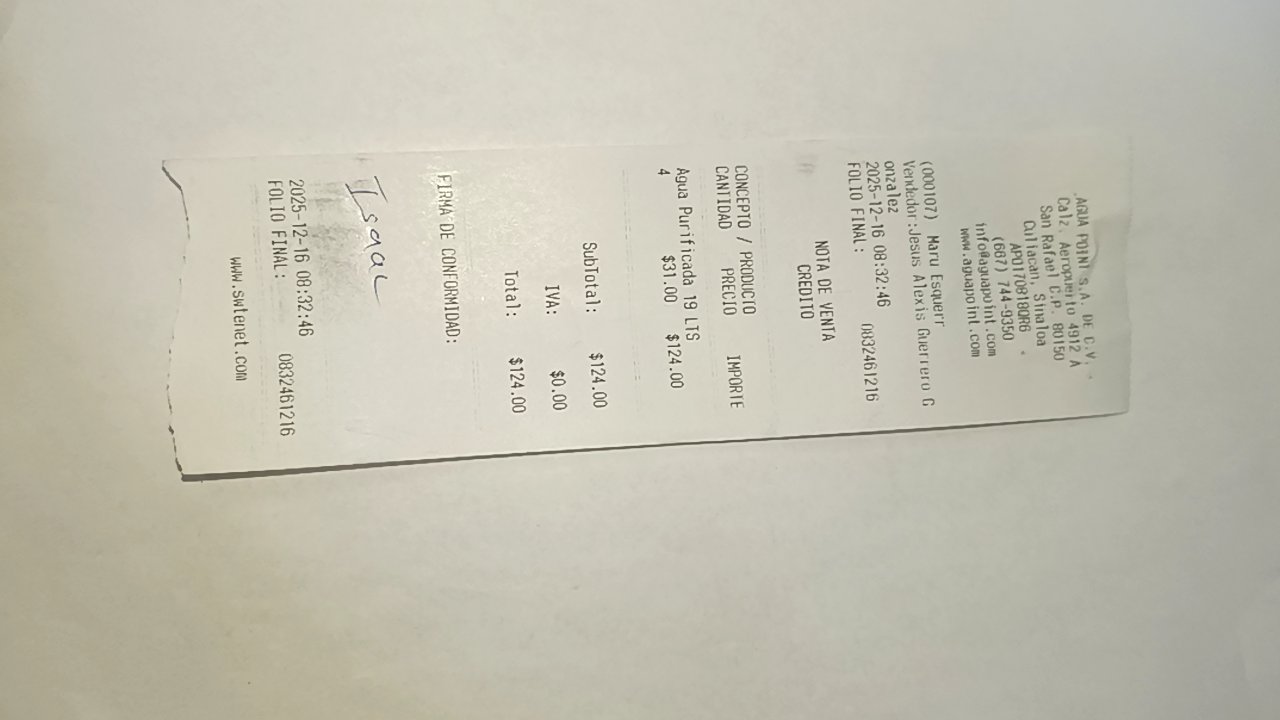 AGUA POINT S.A. DE C.V.
Calz. Aeropuerto 4912 A
San Rafael C.P. 80150
Culiacan, Sinaloa
APO170818QR6
(667) 744-9350
info@aguapoint.com
www.aguapoint.com
(000107) Maru Esquerr
Vendedor:Jesus Alexis Guerrero G
onzalez
2025-12-16 08:32:46
FOLIO FINAL: 0832461216
NOTA DE VENTA
CREDITO
CONCEPTO / PRODUCTO
CANTIDAD PRECIO IMPORTE
Agua Purificada 19 LTS
4 $31.00 $124.00
SubTotal: $124.00
IVA: $0.00
Total: $124.00
FIRMA DE CONFORMIDAD:
Isaac
2025-12-16 08:32:46
FOLIO FINAL: 0832461216
www.swtenet.com